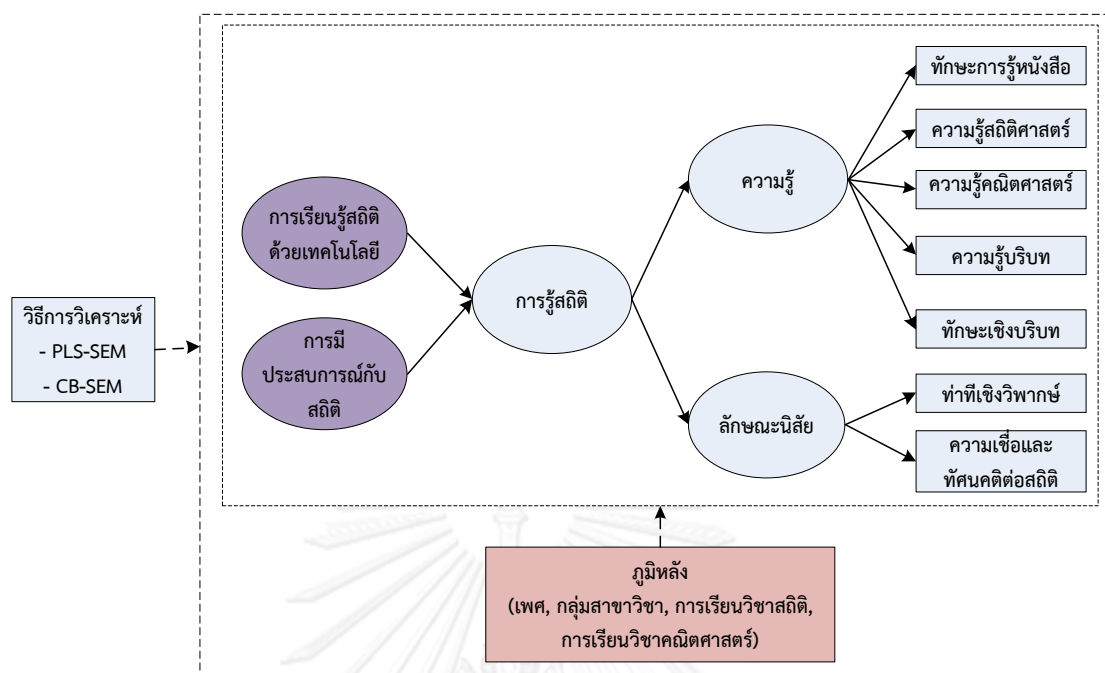 ทักษะการรู้หนังสือ
ความรู้สถิติศาสตร์
ความรู้
ความรู้คณิตศาสตร์
การเรียนรู้สถิติ
ด้วยเทคโนโลยี
ความรู้บริบท
การรู้สถิติ
วิธีการวิเคราะห์
- PLS-SEM
- CB-SEM
ทักษะเชิงบริบท
การมี
ประสบการณ์กับ
สถิติ
ท่าทีเชิงวิพากษ์
ลักษณะนิสัย
ความเชื่อและ
ทัศนคติต่อสถิติ
ภูมิหลัง
(เพศ, กลุ่มสาขาวิชา, การเรียนวิชาสถิติ,
การเรียนวิชาคณิตศาสตร์)